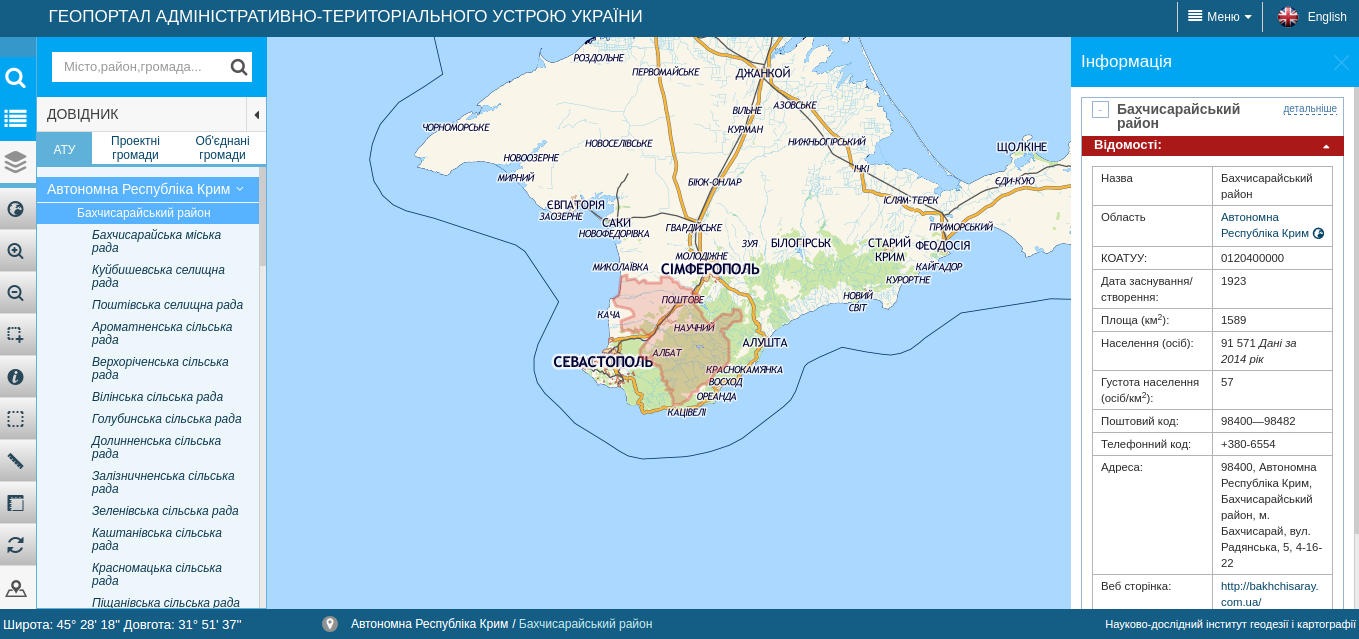 ГЕОПОРТАЛ АДМІНІСТРАТИВНО-ТЕРИТОРІАЛЬНОГО УСТРОЮ УКРАЇНИ
Меню
English
Місто,район,громада...
ДОВІДНИК
АТУ
Проектні громади
Об'єднані громади
Автономна Республіка Крим
Бахчисарайський район
Бахчисарайська міська
рада
Куйбишевська селищна
рада
Поштівська селищна рада
Ароматненська сільська
рада
Верхоріченська сільська
рада
Вілінська сільська рада
Голубинська сільська рада
Долинненська сільська
рада
Залізничненська сільська
рада
Зеленівська сільська рада
Каштанівська сільська
рада
Красномацька сільська
рада
Піщанівська сільська рада
РОЗДОЛЬНЕ
ПЕРВОМАЙСЬКЕ
ДЖАНКОЙ
ВІЛЬНЕ
АЗОВСЬКЕ
ЧОРНОМОРСЬКЕ
КУРМАН
НОВОСЕЛІВСЬКЕ
НИЖНЬОГІРСЬКИЙ
ЩОЛКІНЕ
НОВООЗЕРНЕ
ІЧКІ
МИРНИЙ
БІЮК-ОНЛАР
ЄДИ-КУЮ
ЄВПАТОРІЯ
ІСЛЯМ-ТЕРЕК
ЗАОЗЕРНЕ
САКИ
НОВОФЕДОРІВКА
ГВАРДІЙСЬКЕ
ПРИМОРСЬКИЙ
ЗУЯ
БІЛОГІРСЬК
СТАРИЙ
КРИМ
ФЕОДОСІЯ
МОЛОДІЖНЕ
МИКОЛАЇВКА
СІМФЕРОПОЛЬ
КАЙГАДОР
КУРОРТНЕ
ПОШТОВЕ
НОВИЙ
СВІТ
КАЧА
НАУЧНИЙ
АЛУШТА
АЛБАТ
СЕВАСТОПОЛЬ
КРАСНОКАМ'ЯНКА
ВОСХОД
ОРЕАНДА
КАЦІВЕЛІ
Інформація
-
Бахчисарайський
район
детальніше
Відомості:
Назва
Бахчисарайський
район
Область
Автономна
Республіка Крим
КОАТУУ:
0120400000
Дата заснування/
створення:
1923
Площа (км²):
1589
Населення (осіб):
91 571 Дані за
2014 рік
Густота населення
(осіб/км²):
57
Поштовий код:
98400—98482
Телефонний код:
+380-6554
Адреса:
98400, Автономна
Республіка Крим,
Бахчисарайський
район, м.
Бахчисарай, вул.
Радянська, 5, 4-16-
22
Веб сторінка:
http://bakhchisaray.
com.ua/
Широта: 45° 28' 18" Довгота: 31° 51' 37"
Автономна Республіка Крим / Бахчисарайський район
Науково-дослідний інститут геодезії і картографії